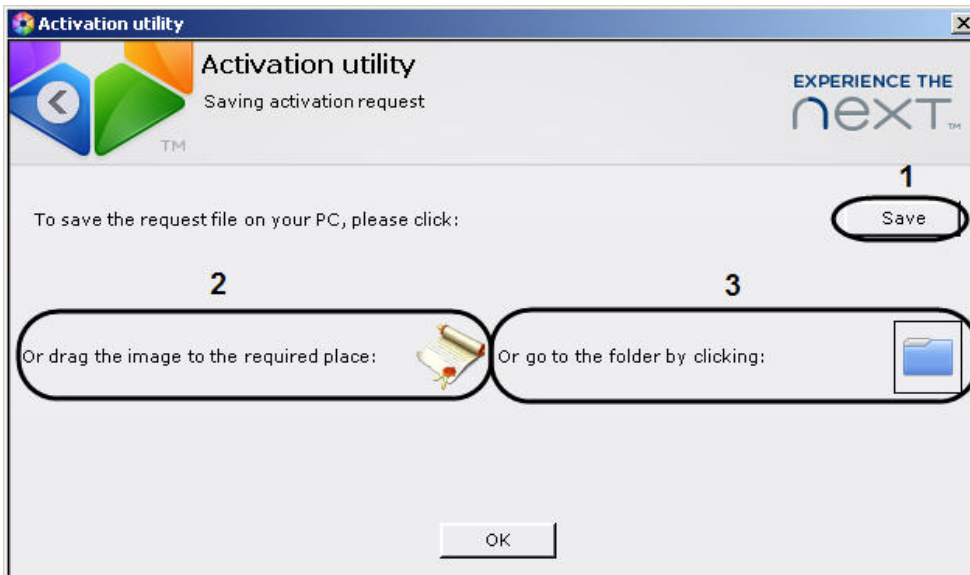 Activation utility
Activation utility
Saving activation request
EXPERIENCE THE
next™
TM
1
To save the request file on your PC, please click:
Save
2
3
Or drag the image to the required place:
Or go to the folder by clicking:
OK